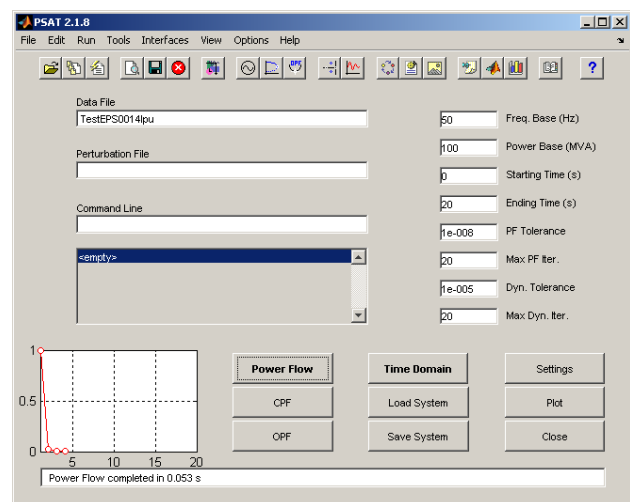 PSAT 2.1.8
File Edit Run Tools Interfaces View Options Help
OPF
?
Data File
TestEPS0014lpu
Perturbation File
Command Line
<empty>
50 Freq. Base (Hz)
100 Power Base (MVA)
0 Starting Time (s)
20 Ending Time (s)
1e-008 PF Tolerance
20 Max PF Iter.
1e-005 Dyn. Tolerance
20 Max Dyn. Iter.
1
0.5
0
5 10 15 20
Power Flow Time Domain Settings
CPF Load System Plot
OPF Save System Close
Power Flow completed in 0.053 s